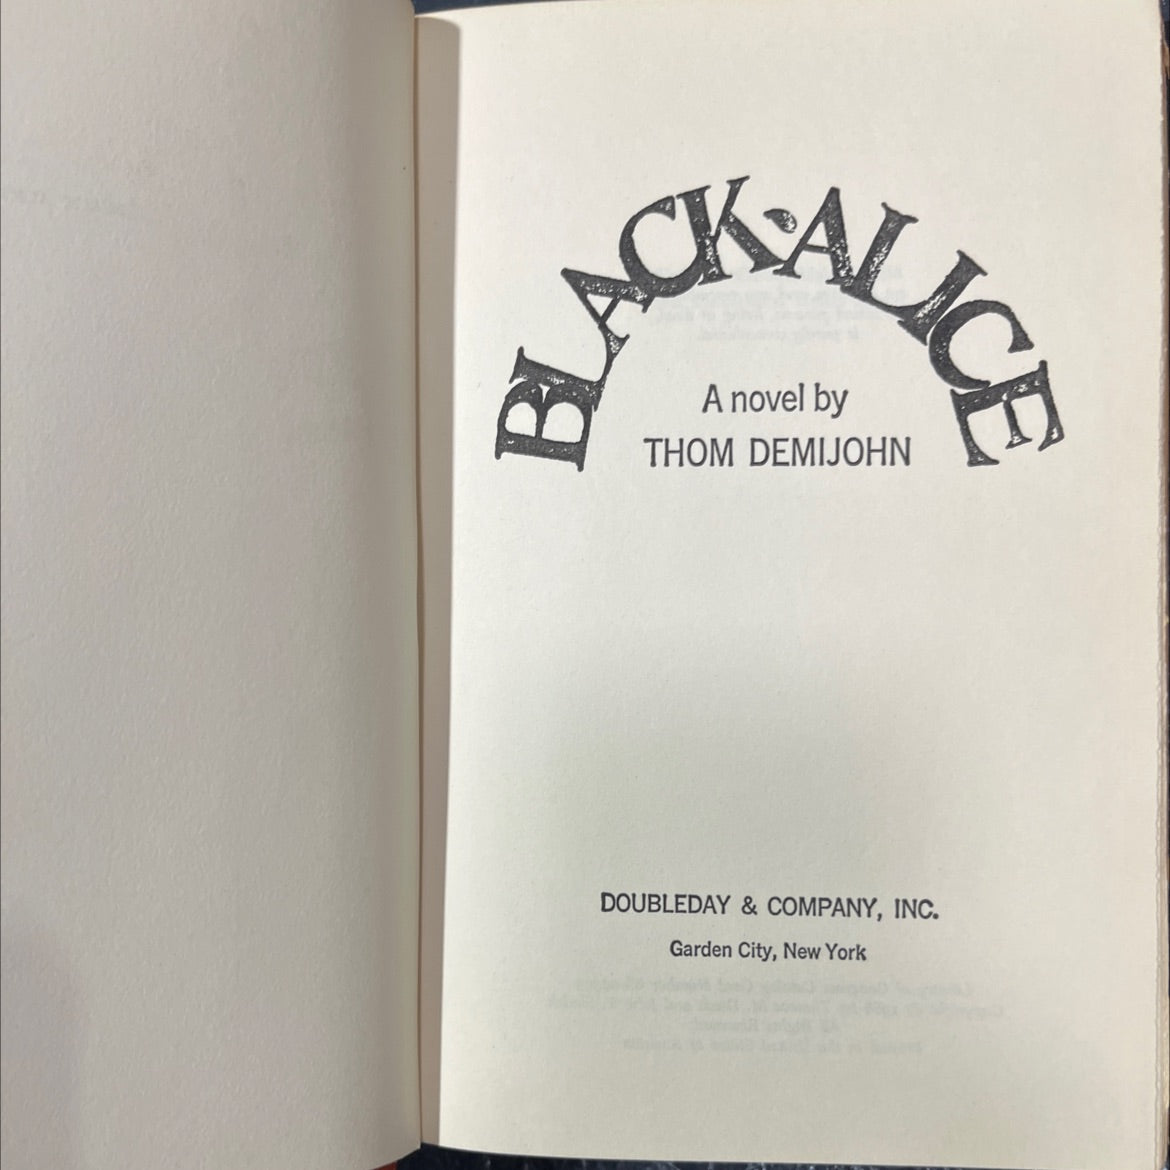 BLACK·ALICE
A novel by
THOM DEMIJOHN
DOUBLEDAY & COMPANY, INC.
Garden City, New York